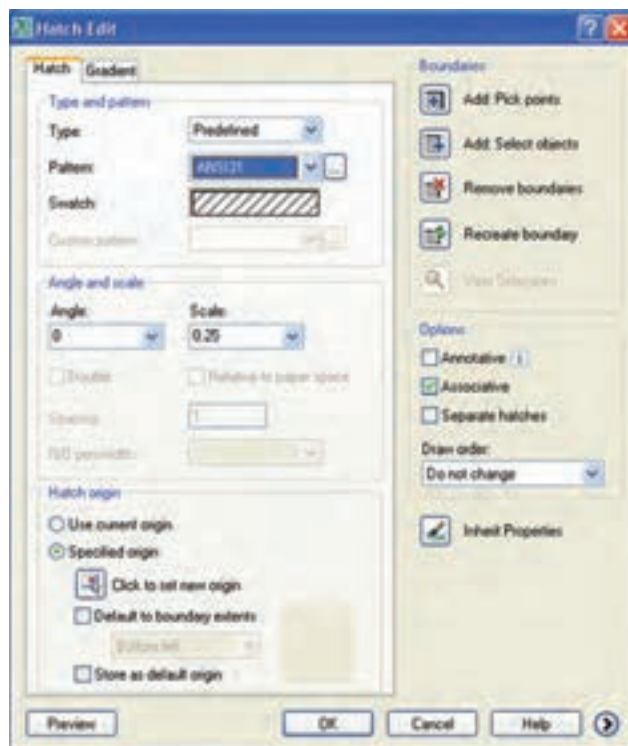 Hatch Edit
Hatch Gradient
Type and pattern
Type: Predefined
Pattern: ANSI31
Swatch:
Custom pattern:
Angle and scale
Angle: Scale:
0 0.25
Double Relative to paper space
Spacing: 1
ISO pen width:
Hatch origin
Use current origin
Specified origin
Click to set new origin
Default to boundary extents
Bottom left
Store as default origin
Boundaries
Add: Pick points
Add: Select objects
Remove boundaries
Recreate boundary
View Selections
Options
Annotative
Associative
Separate hatches
Draw order:
Do not change
Inherit Properties
Preview OK Cancel Help